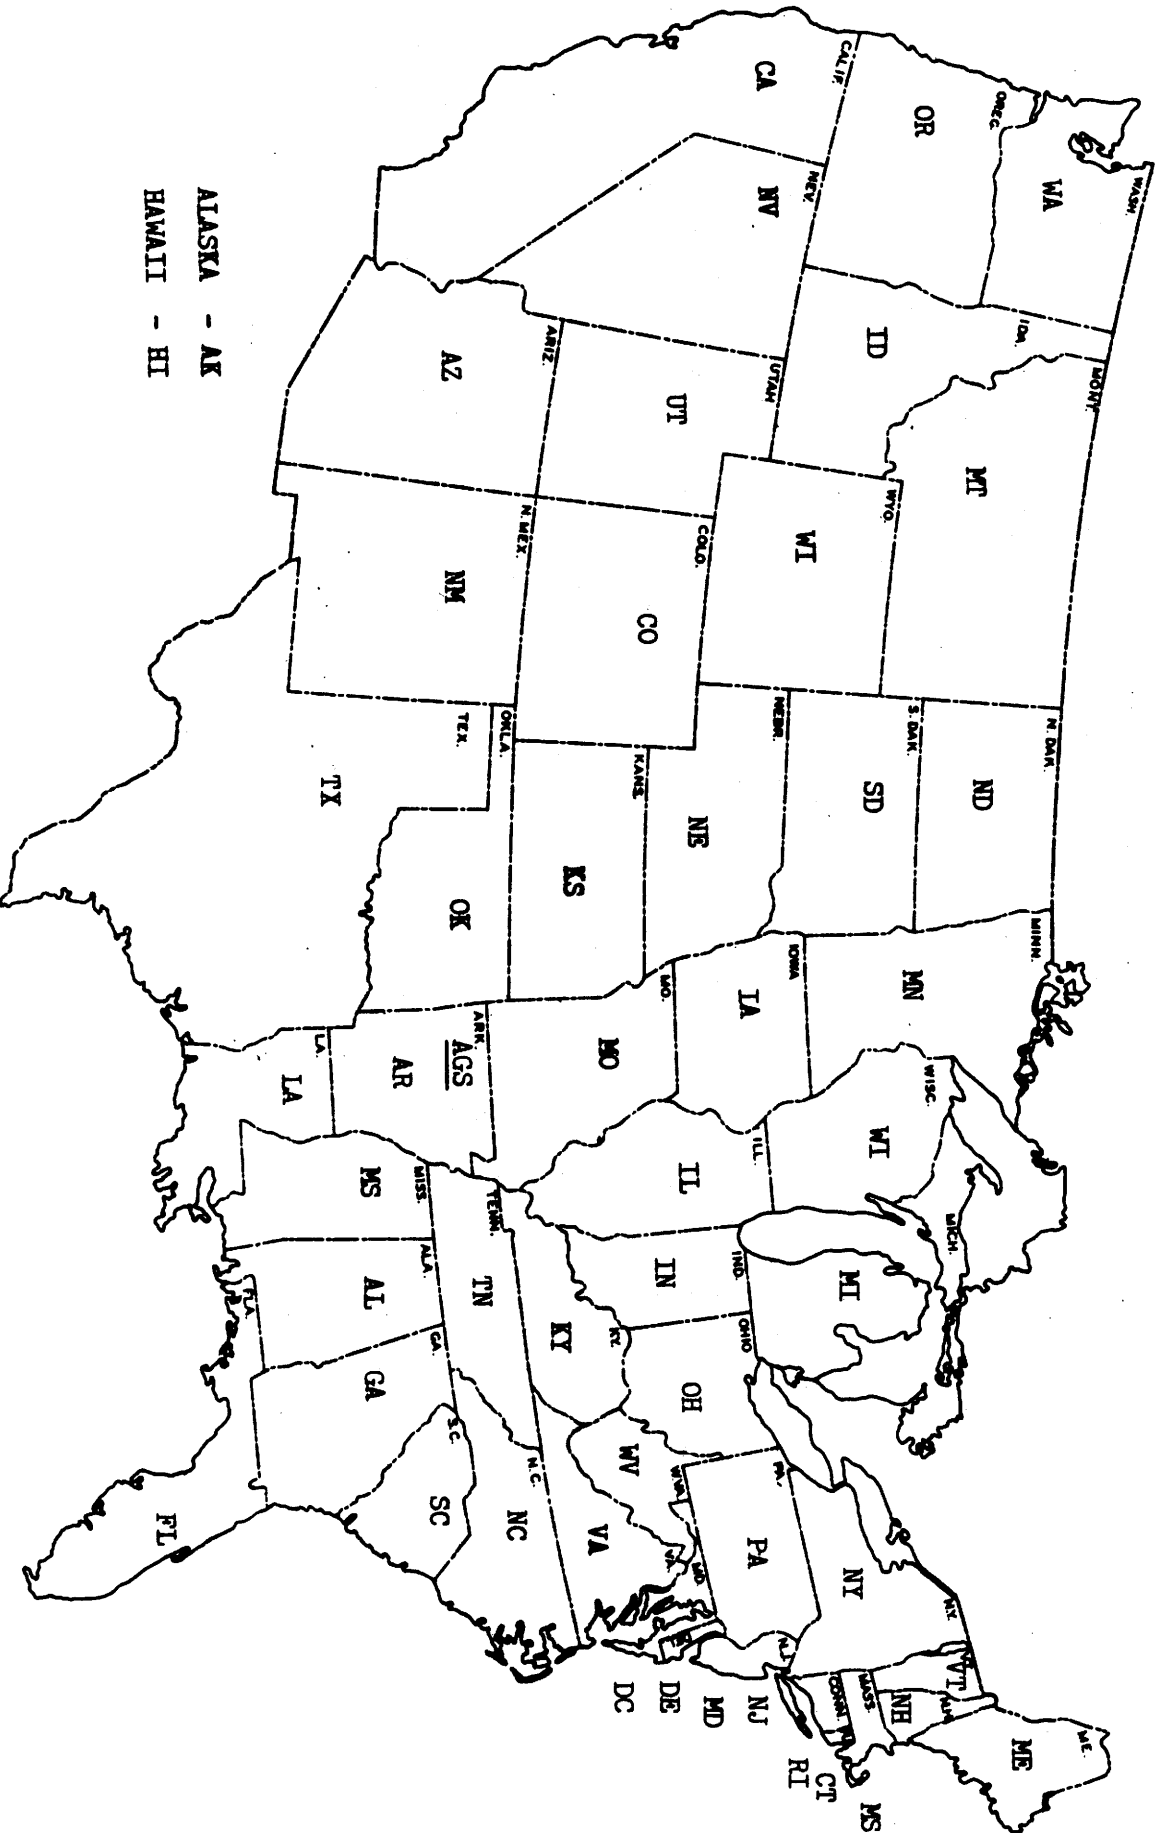 WASH.
WA
OREG.
OR
CALIF.
CA
NEV.
NV
IDA.
ID
MONT.
MT
WYO.
WI
UTAH
UT
COLO.
CO
ARIZ.
AZ
N. MEX.
NM
N. DAK.
ND
S. DAK.
SD
NEBR.
NE
KANS.
KS
OKLA.
OK
TEX.
TX
MINN.
MN
IOWA
IA
MO.
MO
ARK.
AGS
AR
LA.
LA
WISC.
WI
ILL.
IL
MICH.
MI
IND.
IN
OHIO
OH
KY.
KY
TENN.
TN
MISS.
MS
ALA.
AL
GA.
GA
FLA.
FL
S.C.
SC
N.C.
NC
VA.
VA
W.VA.
WV
MD.
PA.
PA
N.Y.
NY
N.J.
VT
N.H.
NH
ME.
ME
MASS.
CONN.
MS
CT
RI
NJ
MD
DE
DC
ALASKA - AK
HAWAII - HI